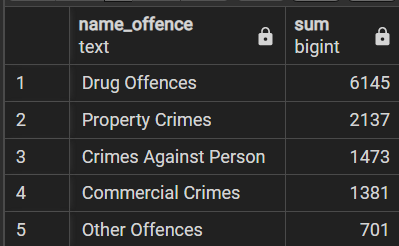 name_offence sum
text bigint
1 Drug Offences 6145
2 Property Crimes 2137
3 Crimes Against Person 1473
4 Commercial Crimes 1381
5 Other Offences 701